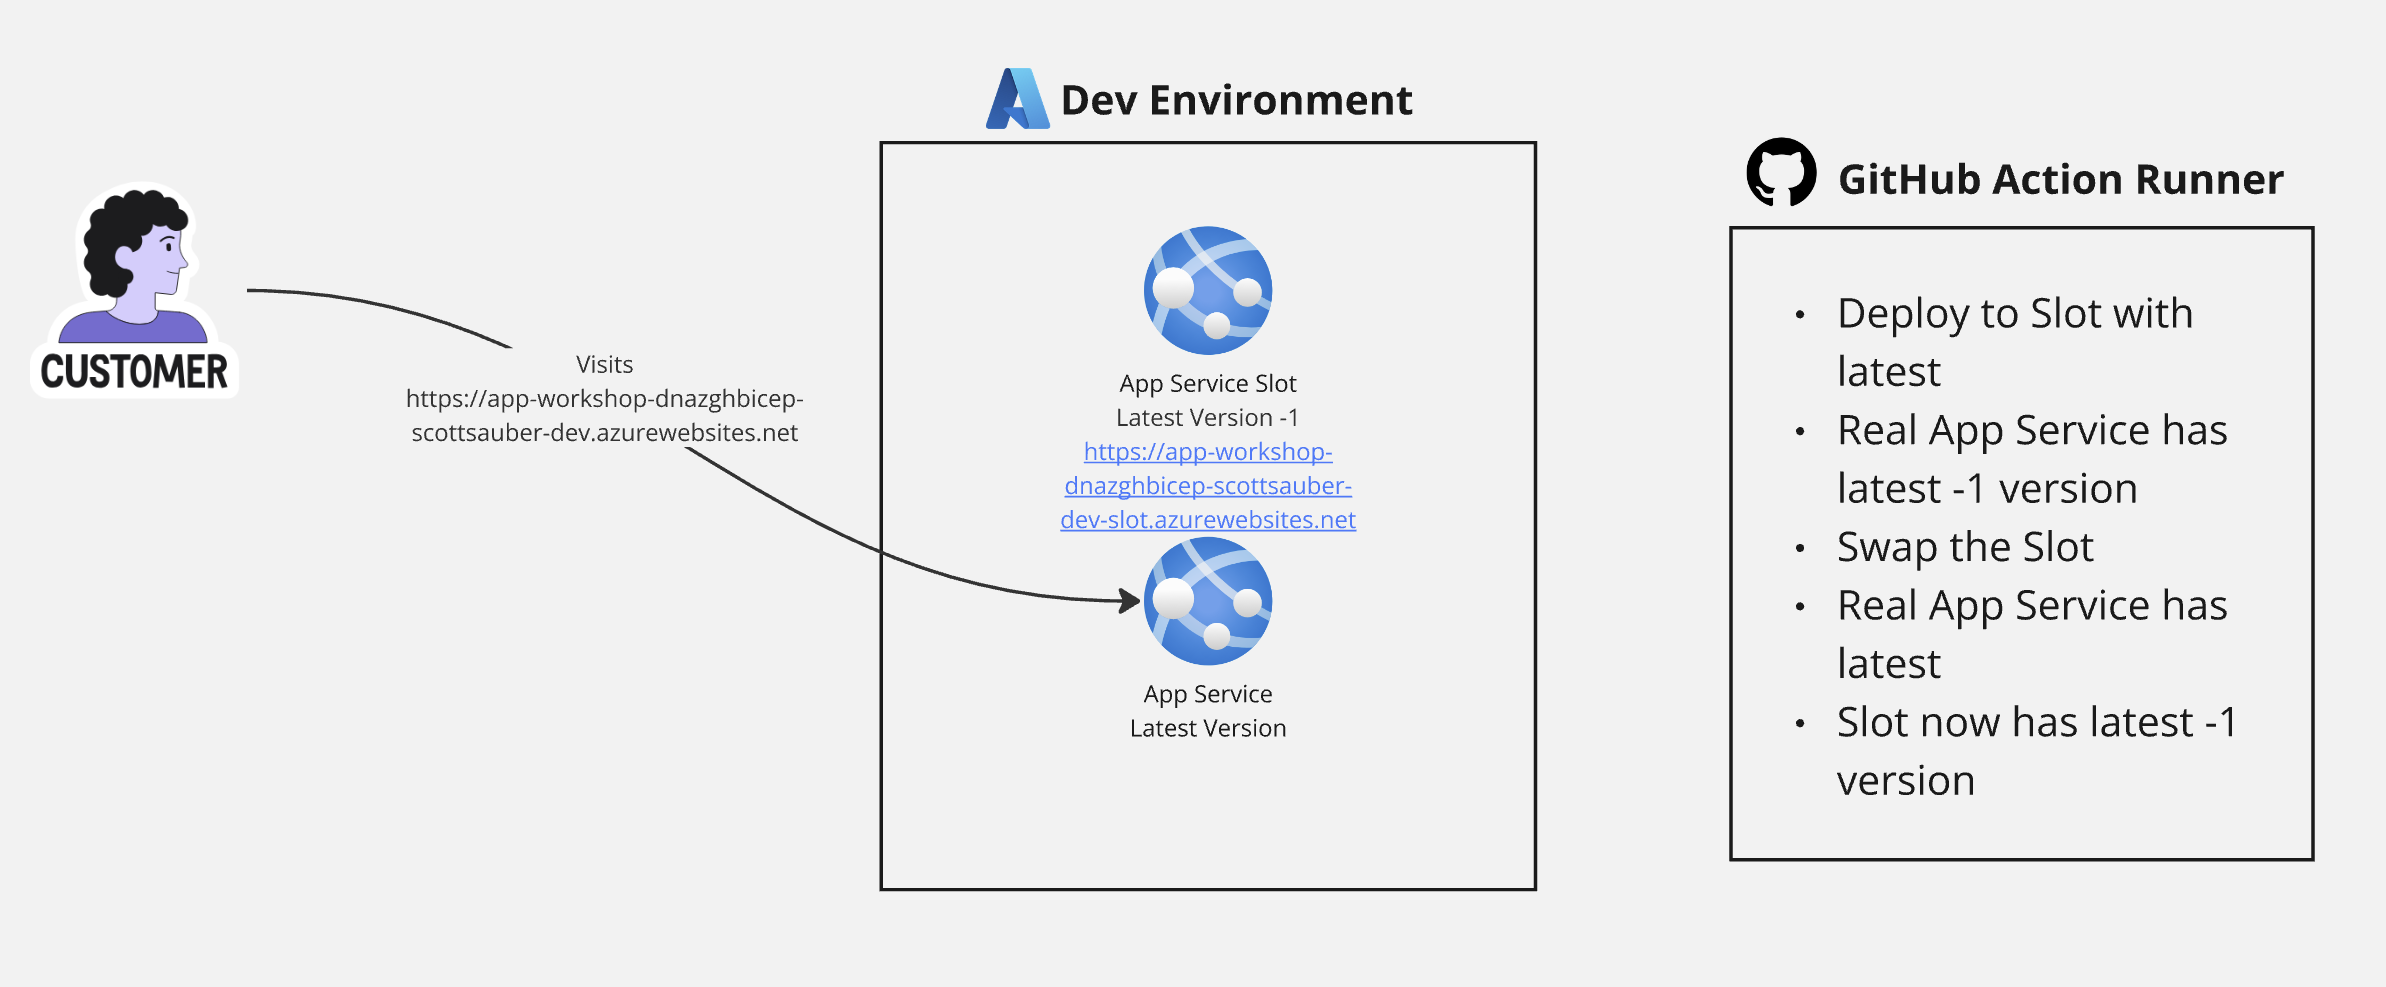 Dev Environment
GitHub Action Runner
CUSTOMER
Visits
https://app-workshop-dnazghbicep-
scottsauber-dev.azurewebsites.net
App Service Slot
Latest Version -1
https://app-workshop-
dnazghbicep-scottsauber-
dev-slot.azurewebsites.net
App Service
Latest Version
• Deploy to Slot with
latest
• Real App Service has
latest -1 version
• Swap the Slot
• Real App Service has
latest
• Slot now has latest -1
version